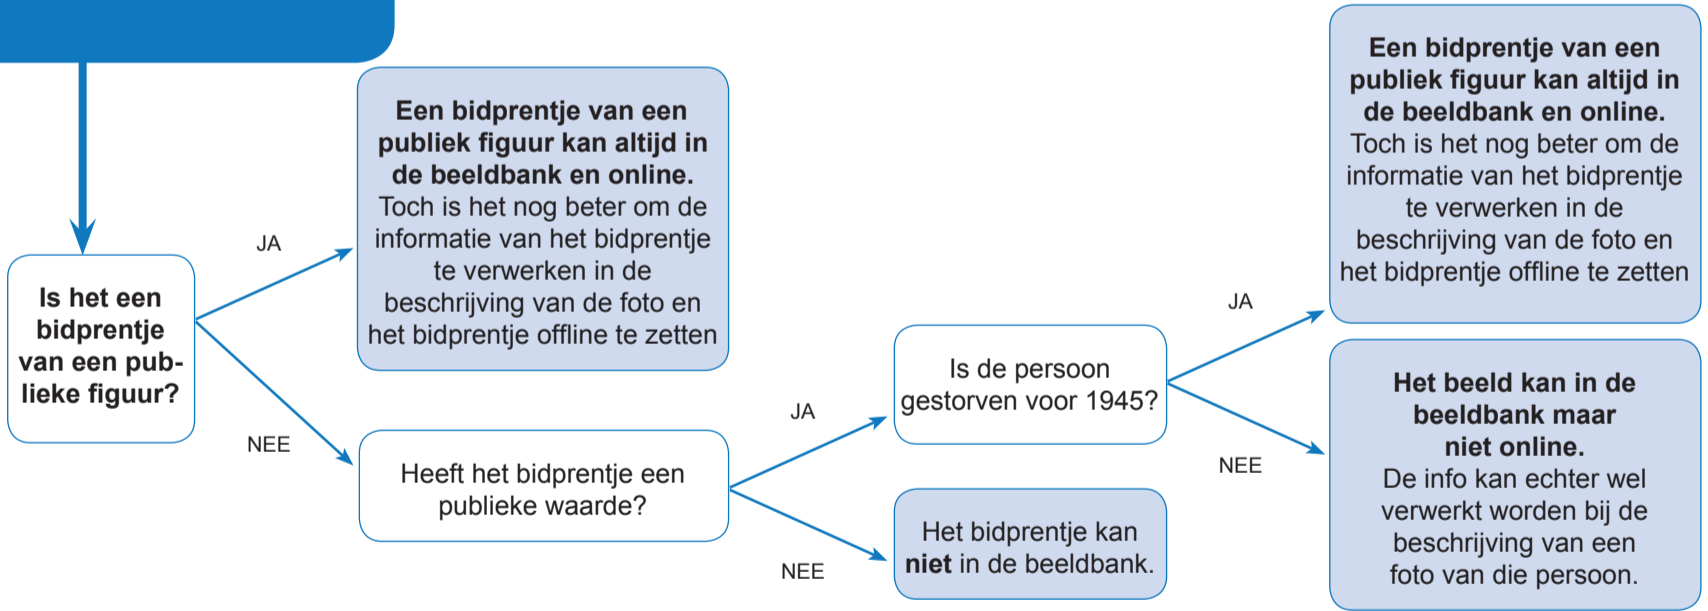 Is het een
bidprentje
van een pub-
lieke figuur?
JA
NEE
Een bidprentje van een
publiek figuur kan altijd in
de beeldbank en online.
Toch is het nog beter om de
informatie van het bidprentje
te verwerken in de
beschrijving van de foto en
het bidprentje offline te zetten
Heeft het bidprentje een
publieke waarde?
JA
NEE
Is de persoon
gestorven voor 1945?
Het bidprentje kan
niet in de beeldbank.
JA
NEE
Een bidprentje van een
publiek figuur kan altijd in
de beeldbank en online.
Toch is het nog beter om de
informatie van het bidprentje
te verwerken in de
beschrijving van de foto en
het bidprentje offline te zetten
Het beeld kan in de
beeldbank maar
niet online.
De info kan echter wel
verwerkt worden bij de
beschrijving van een
foto van die persoon.